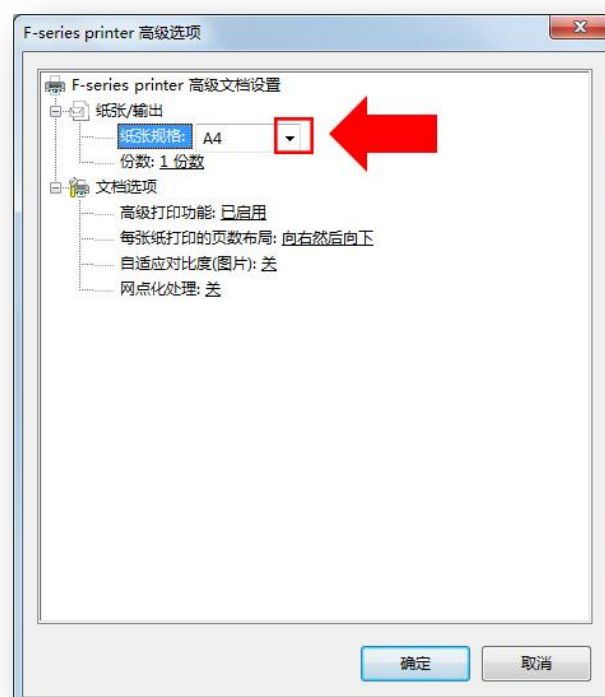 F-series printer 高级选项
F-series printer 高级文档设置
纸张/输出
纸张规格: A4
份数: 1 份数
文档选项
高级打印功能: 已启用
每张纸打印的页数布局: 向右然后向下
自适应对比度(图片): 关
网点化处理: 关
确定 取消